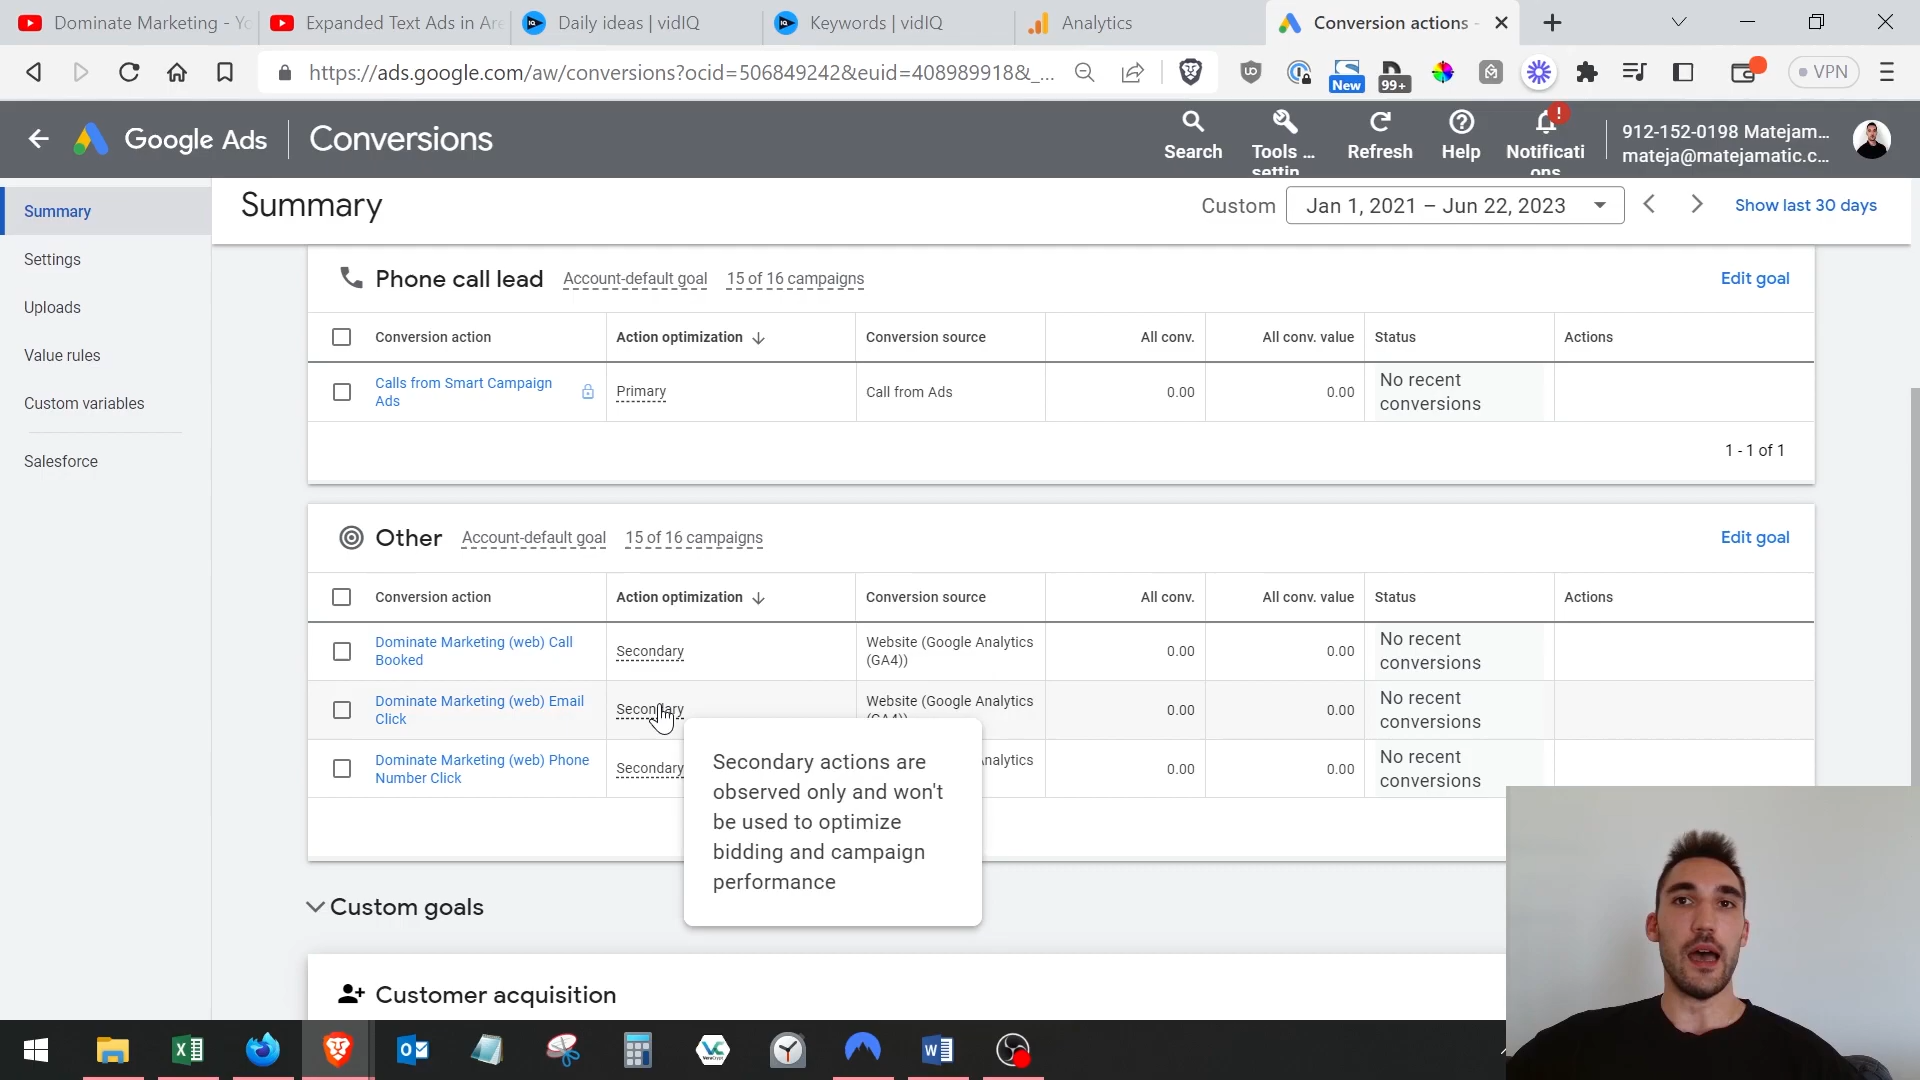 Dominate Marketing - Yo
Expanded Text Ads in Are
Daily ideas | vidIQ
Keywords | vidIQ
Analytics
Conversion actions -
https://ads.google.com/aw/conversions?ocid=506849242&euid=408989918&_...
New
99+
VPN
Google Ads
Conversions
Search
Tools ...
settin
Refresh
Help
Notificati
ons
912-152-0198 Matejam...
mateja@matejamatic.c...
Summary
Settings
Uploads
Value rules
Custom variables
Salesforce
Summary
Custom
Jan 1, 2021 – Jun 22, 2023
Show last 30 days
Phone call lead
Account-default goal
15 of 16 campaigns
Edit goal
Conversion action
Action optimization
Conversion source
All conv.
All conv. value
Status
Actions
Calls from Smart Campaign
Ads
Primary
Call from Ads
0.00
0.00
No recent
conversions
1 - 1 of 1
Other
Account-default goal
15 of 16 campaigns
Edit goal
Conversion action
Action optimization
Conversion source
All conv.
All conv. value
Status
Actions
Dominate Marketing (web) Call
Booked
Secondary
Website (Google Analytics
(GA4))
0.00
0.00
No recent
conversions
Dominate Marketing (web) Email
Click
Secondary
Website (Google Analytics
(GA4))
0.00
0.00
No recent
conversions
Dominate Marketing (web) Phone
Number Click
Secondary
nalytics
0.00
0.00
No recent
conversions
Secondary actions are
observed only and won't
be used to optimize
bidding and campaign
performance
Custom goals
Customer acquisition